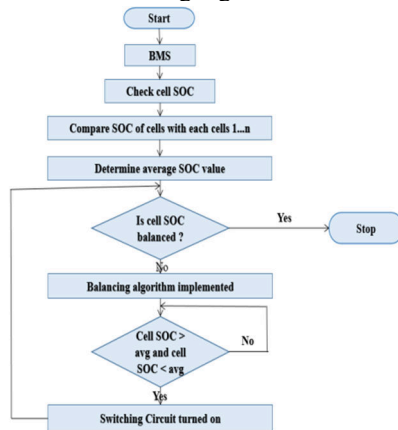 Start
BMS
Check cell SOC
Compare SOC of cells with each cells 1...n
Determine average SOC value
Is cell SOC
balanced ?
Yes
Stop
No
Balancing algorithm implemented
Cell SOC >
avg and cell
SOC < avg
No
Yes
Switching Circuit turned on